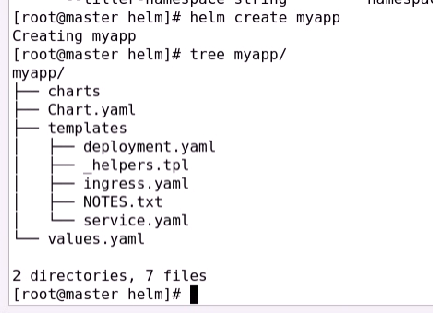 --tiller-namespace string        namespac
[root@master helm]# helm create myapp
Creating myapp
[root@master helm]# tree myapp/
myapp/
├── charts
├── Chart.yaml
├── templates
│   ├── deployment.yaml
│   ├── _helpers.tpl
│   ├── ingress.yaml
│   ├── NOTES.txt
│   └── service.yaml
└── values.yaml
2 directories, 7 files
[root@master helm]#